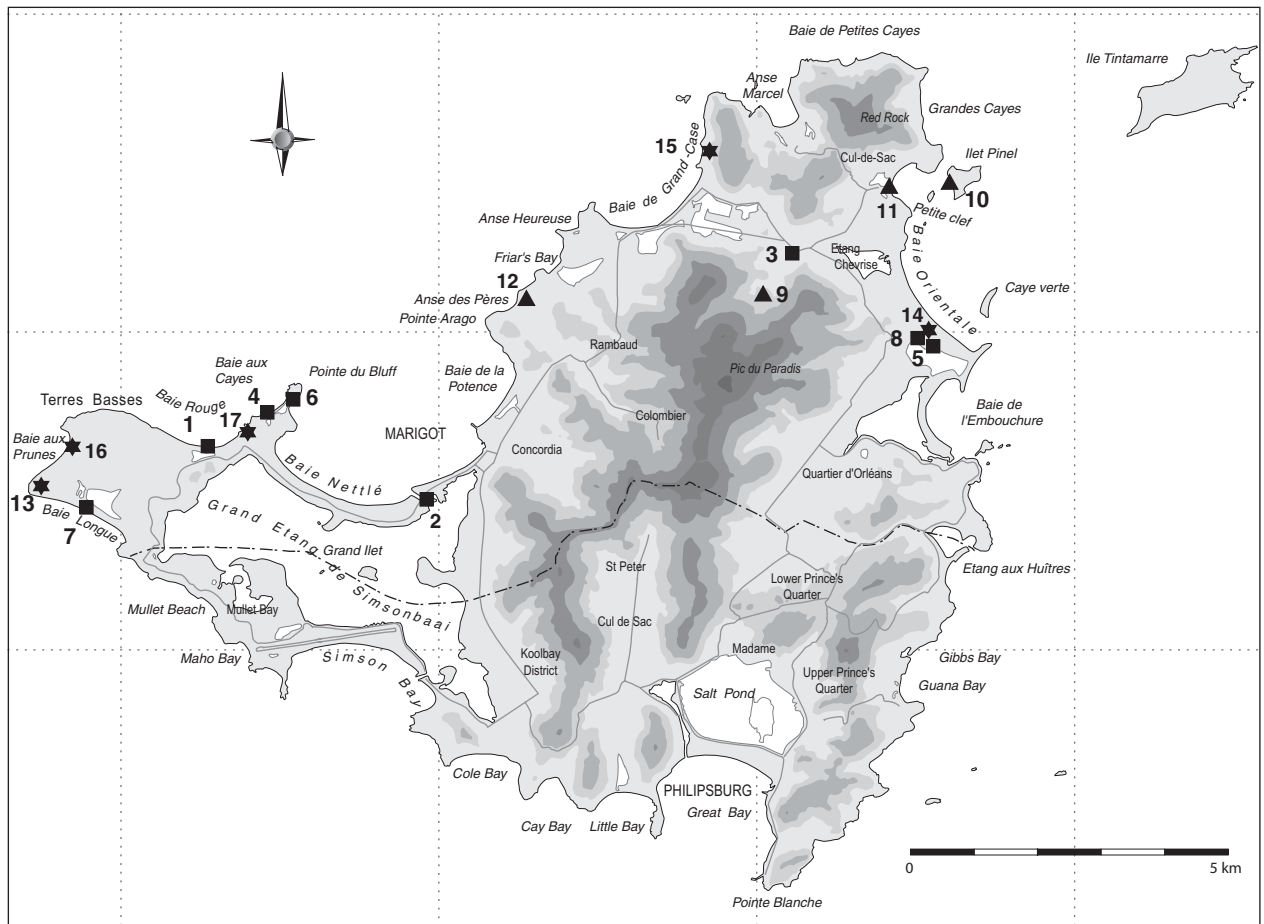 Baie de Petites Cayes
Ile Tintamarre
Anse
Marcel
Grandes Cayes
Red Rock
15
Baie de Grand-Case
Cul-de-Sac
Ilet Pinel
10
11
Petite clef
Anse Heureuse
Baie Orientale
3
Etang
Chevrise
Friar's Bay
12
9
Anse des Pères
Caye verte
Pointe Arago
14
8
5
Rambaud
Pic du Paradis
Baie aux
Cayes
Pointe du Bluff
Baie de la
Potence
Terres Basses
Baie Rouge
4
6
17
1
Colombier
Baie de
l'Embouchure
MARIGOT
Baie aux
Prunes
16
Concordia
Baie Nettlé
Quartier d'Orléans
13
2
Baie Longue
7
Grand Etang de Simsonbaai
Grand Ilet
St Peter
Etang aux Huîtres
Lower Prince's
Quarter
Mullet Beach
Mullet Bay
Cul de Sac
Maho Bay
Simson Bay
Koolbay
District
Madame
Gibbs Bay
Upper Prince's
Quarter
Guana Bay
Salt Pond
Cole Bay
PHILIPSBURG
Great Bay
Cay Bay
Little Bay
0
5 km
Pointe Blanche